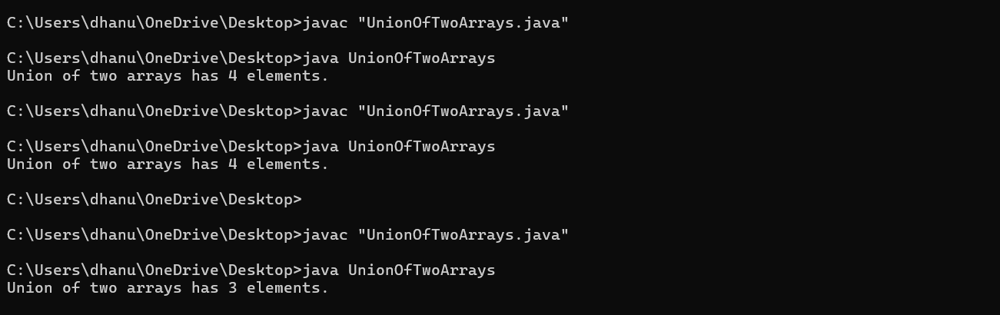 C:\Users\dhanu\OneDrive\Desktop>javac "UnionOfTwoArrays.java"
C:\Users\dhanu\OneDrive\Desktop>java UnionOfTwoArrays
Union of two arrays has 4 elements.
C:\Users\dhanu\OneDrive\Desktop>javac "UnionOfTwoArrays.java"
C:\Users\dhanu\OneDrive\Desktop>java UnionOfTwoArrays
Union of two arrays has 4 elements.
C:\Users\dhanu\OneDrive\Desktop>
C:\Users\dhanu\OneDrive\Desktop>javac "UnionOfTwoArrays.java"
C:\Users\dhanu\OneDrive\Desktop>java UnionOfTwoArrays
Union of two arrays has 3 elements.